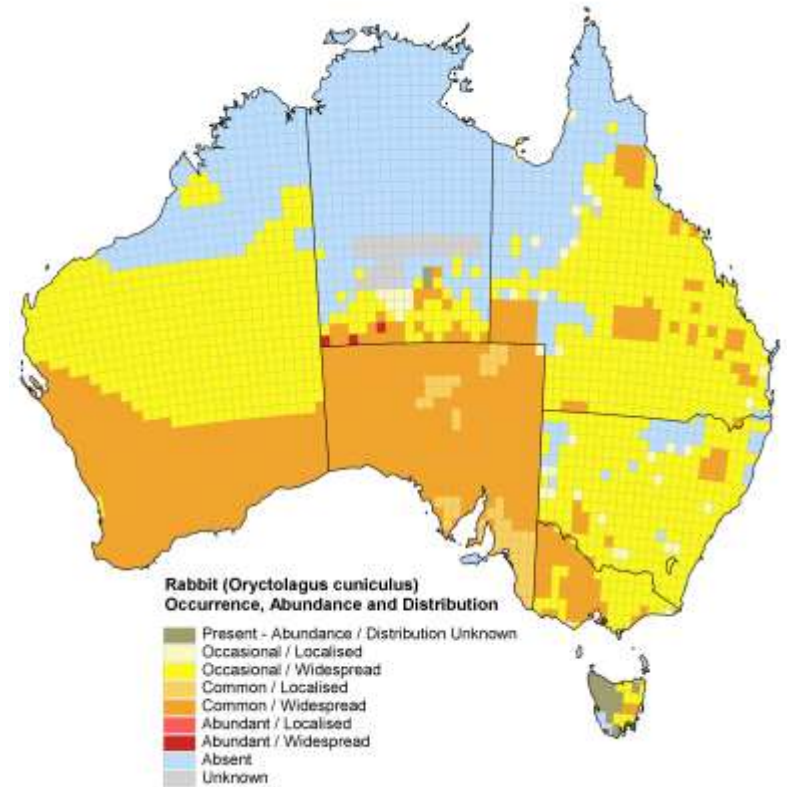 Rabbit (Oryctolagus cuniculus)
Occurrence, Abundance and Distribution
Present - Abundance / Distribution Unknown
Occasional / Localised
Occasional / Widespread
Common / Localised
Common / Widespread
Abundant / Localised
Abundant / Widespread
Absent
Unknown